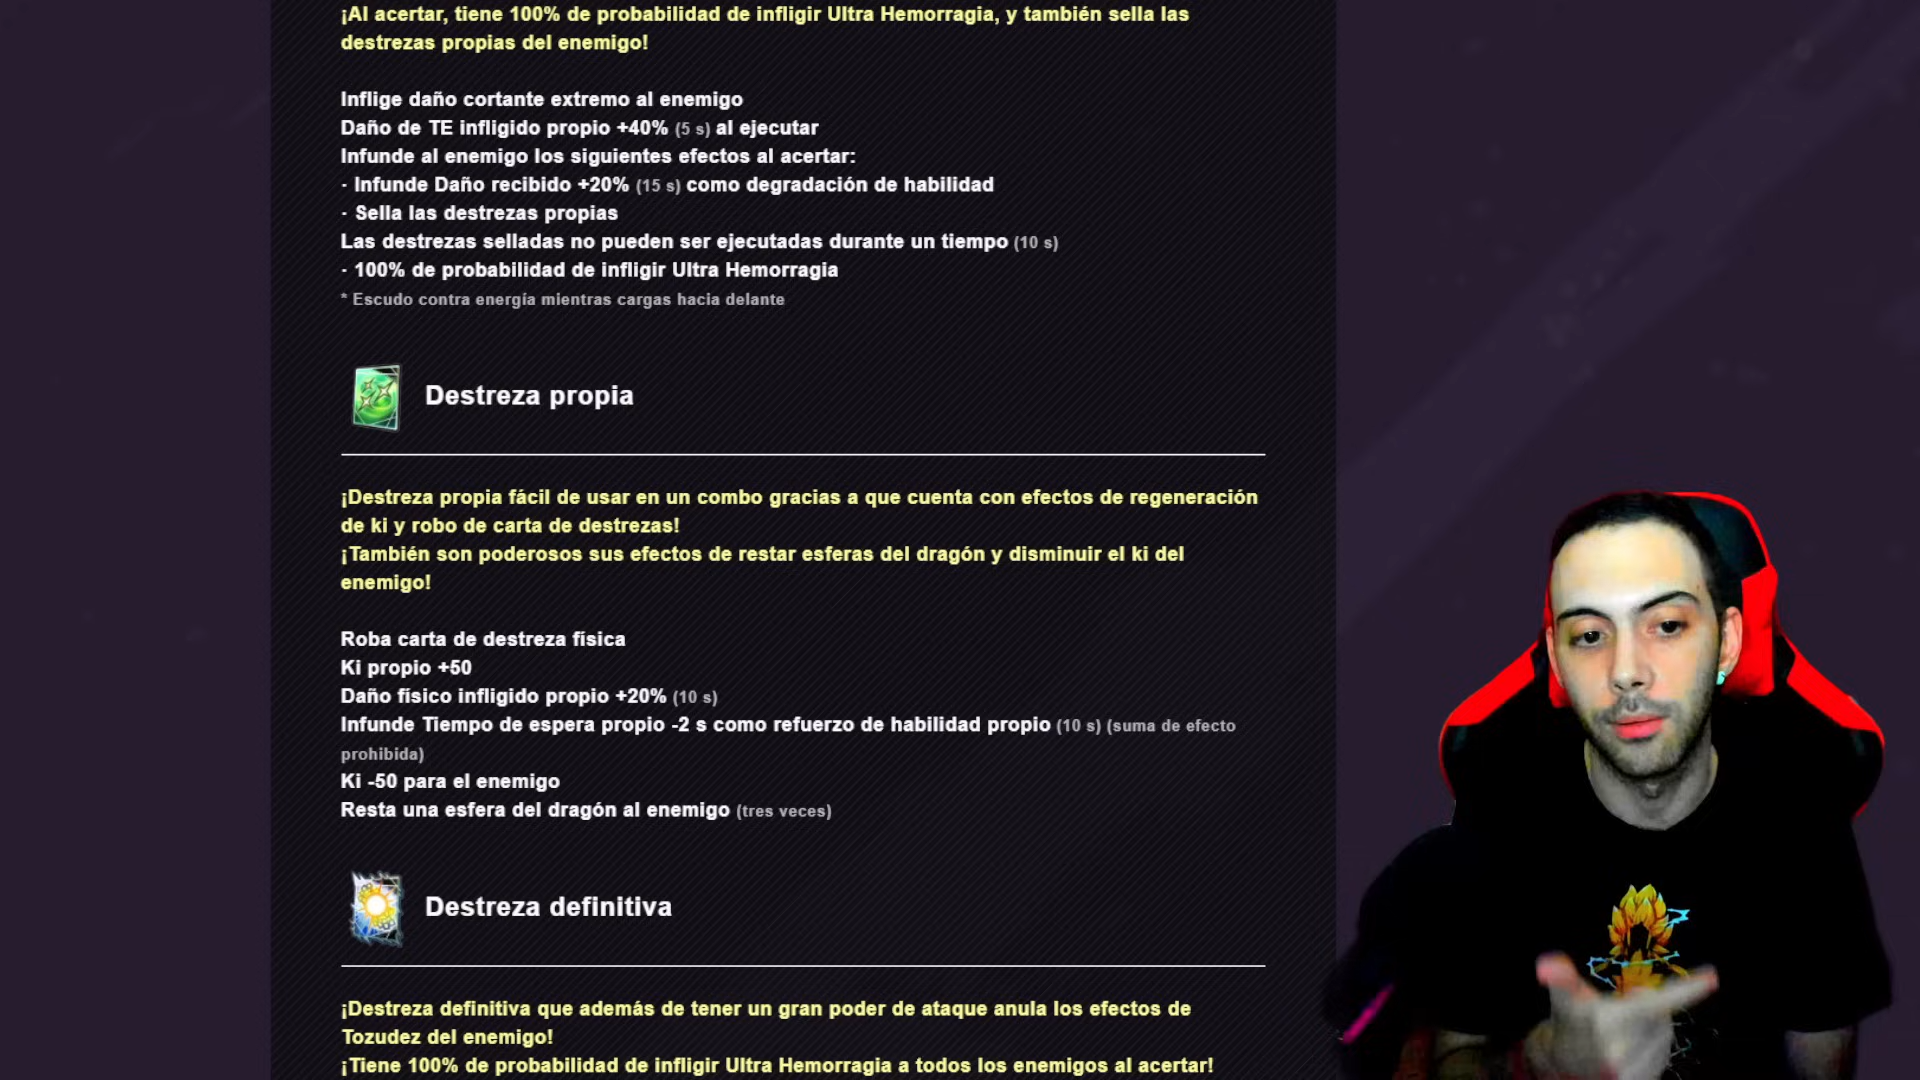 ¡Al acertar, tiene 100% de probabilidad de infligir Ultra Hemorragia, y también sella las
destrezas propias del enemigo!
Inflige daño cortante extremo al enemigo
Daño de TE infligido propio +40% (5 s) al ejecutar
Infunde al enemigo los siguientes efectos al acertar:
· Infunde Daño recibido +20% (15 s) como degradación de habilidad
· Sella las destrezas propias
Las destrezas selladas no pueden ser ejecutadas durante un tiempo (10 s)
· 100% de probabilidad de infligir Ultra Hemorragia
* Escudo contra energía mientras cargas hacia delante
Destreza propia
¡Destreza propia fácil de usar en un combo gracias a que cuenta con efectos de regeneración
de ki y robo de carta de destrezas!
¡También son poderosos sus efectos de restar esferas del dragón y disminuir el ki del
enemigo!
Roba carta de destreza física
Ki propio +50
Daño físico infligido propio +20% (10 s)
Infunde Tiempo de espera propio -2 s como refuerzo de habilidad propio (10 s) (suma de efecto
prohibida)
Ki -50 para el enemigo
Resta una esfera del dragón al enemigo (tres veces)
Destreza definitiva
¡Destreza definitiva que además de tener un gran poder de ataque anula los efectos de
Tozudez del enemigo!
¡Tiene 100% de probabilidad de infligir Ultra Hemorragia a todos los enemigos al acertar!